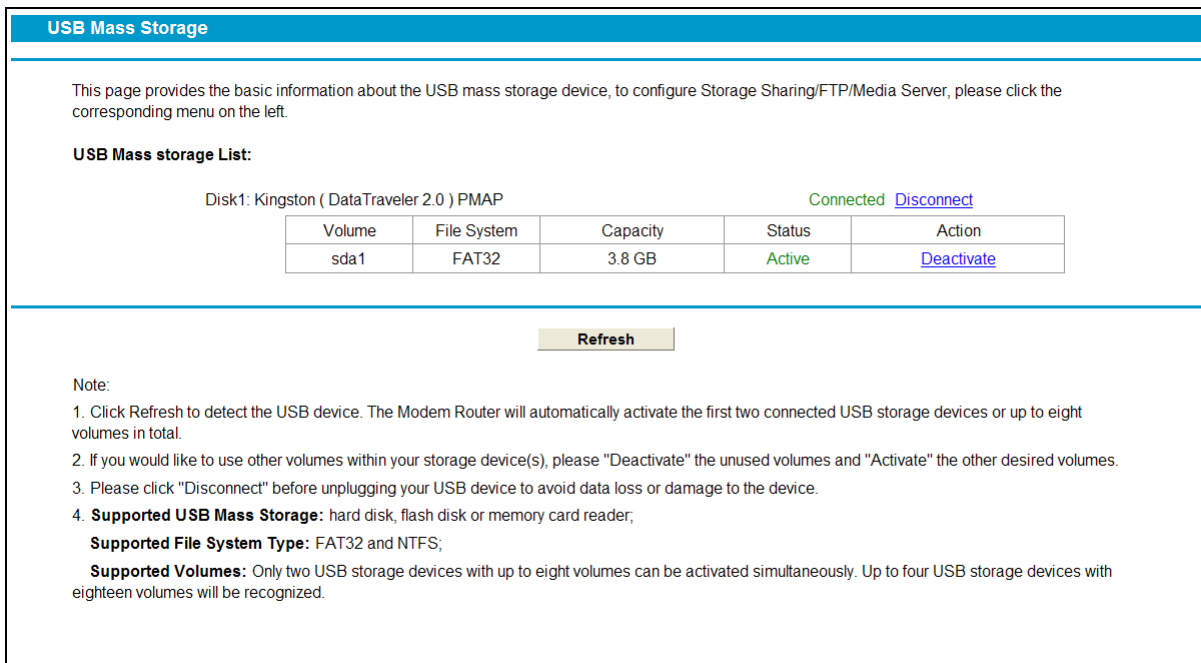 USB Mass Storage
This page provides the basic information about the USB mass storage device, to configure Storage Sharing/FTP/Media Server, please click the
corresponding menu on the left.
USB Mass storage List:
Disk1: Kingston ( DataTraveler 2.0 ) PMAP Connected Disconnect
Volume File System Capacity Status Action
sda1 FAT32 3.8 GB Active Deactivate
Refresh
Note:
1. Click Refresh to detect the USB device. The Modem Router will automatically activate the first two connected USB storage devices or up to eight
volumes in total.
2. If you would like to use other volumes within your storage device(s), please "Deactivate" the unused volumes and "Activate" the other desired volumes.
3. Please click "Disconnect" before unplugging your USB device to avoid data loss or damage to the device.
4. Supported USB Mass Storage: hard disk, flash disk or memory card reader;
Supported File System Type: FAT32 and NTFS;
Supported Volumes: Only two USB storage devices with up to eight volumes can be activated simultaneously. Up to four USB storage devices with
eighteen volumes will be recognized.